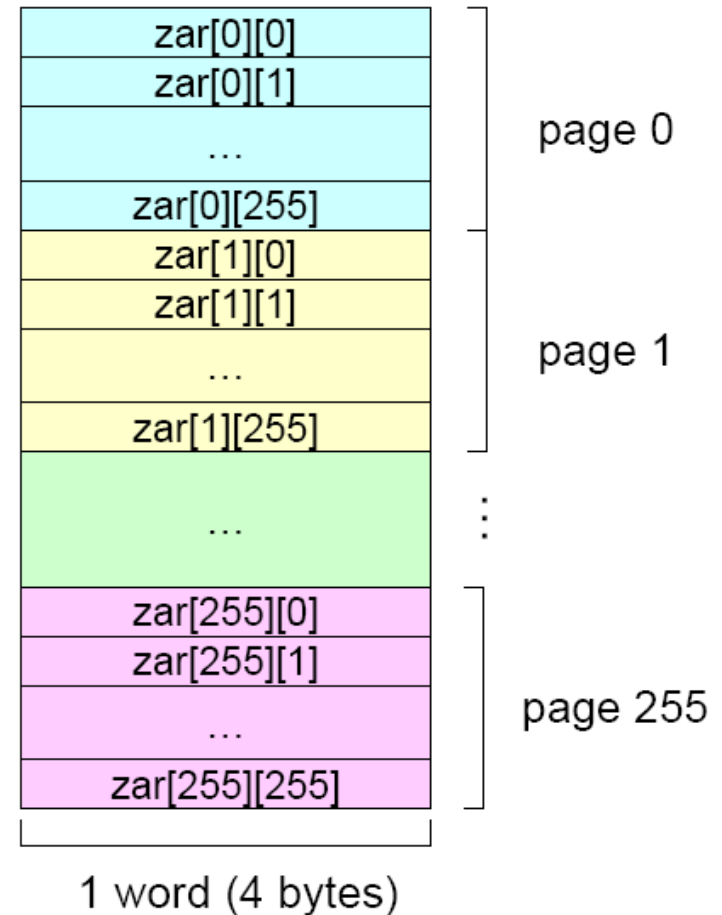 zar[0][0]
zar[0][1]
...
zar[0][255]
page 0
zar[1][0]
zar[1][1]
...
zar[1][255]
page 1
...
⋮
zar[255][0]
zar[255][1]
...
zar[255][255]
page 255
1 word (4 bytes)